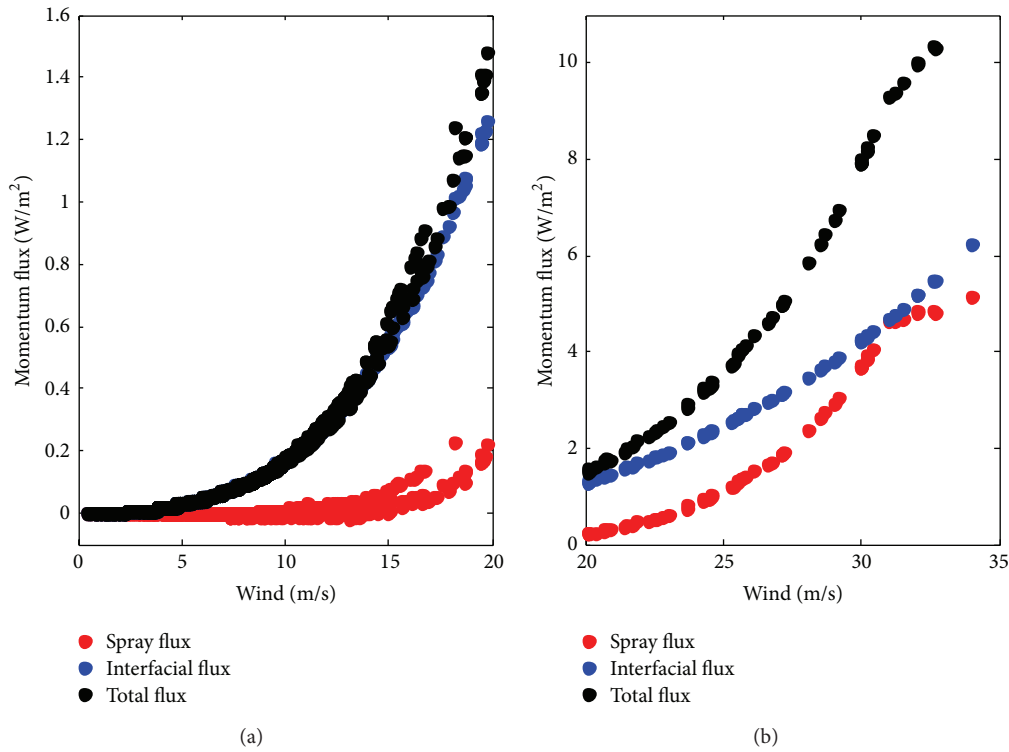 1.6
1.4
1.2
1
0.8
0.6
0.4
0.2
0
Momentum flux (W/m²)
0 5 10 15 20
Wind (m/s)
Spray flux
Interfacial flux
Total flux
(a)
10
8
6
4
2
0
Momentum flux (W/m²)
20 25 30 35
Wind (m/s)
Spray flux
Interfacial flux
Total flux
(b)